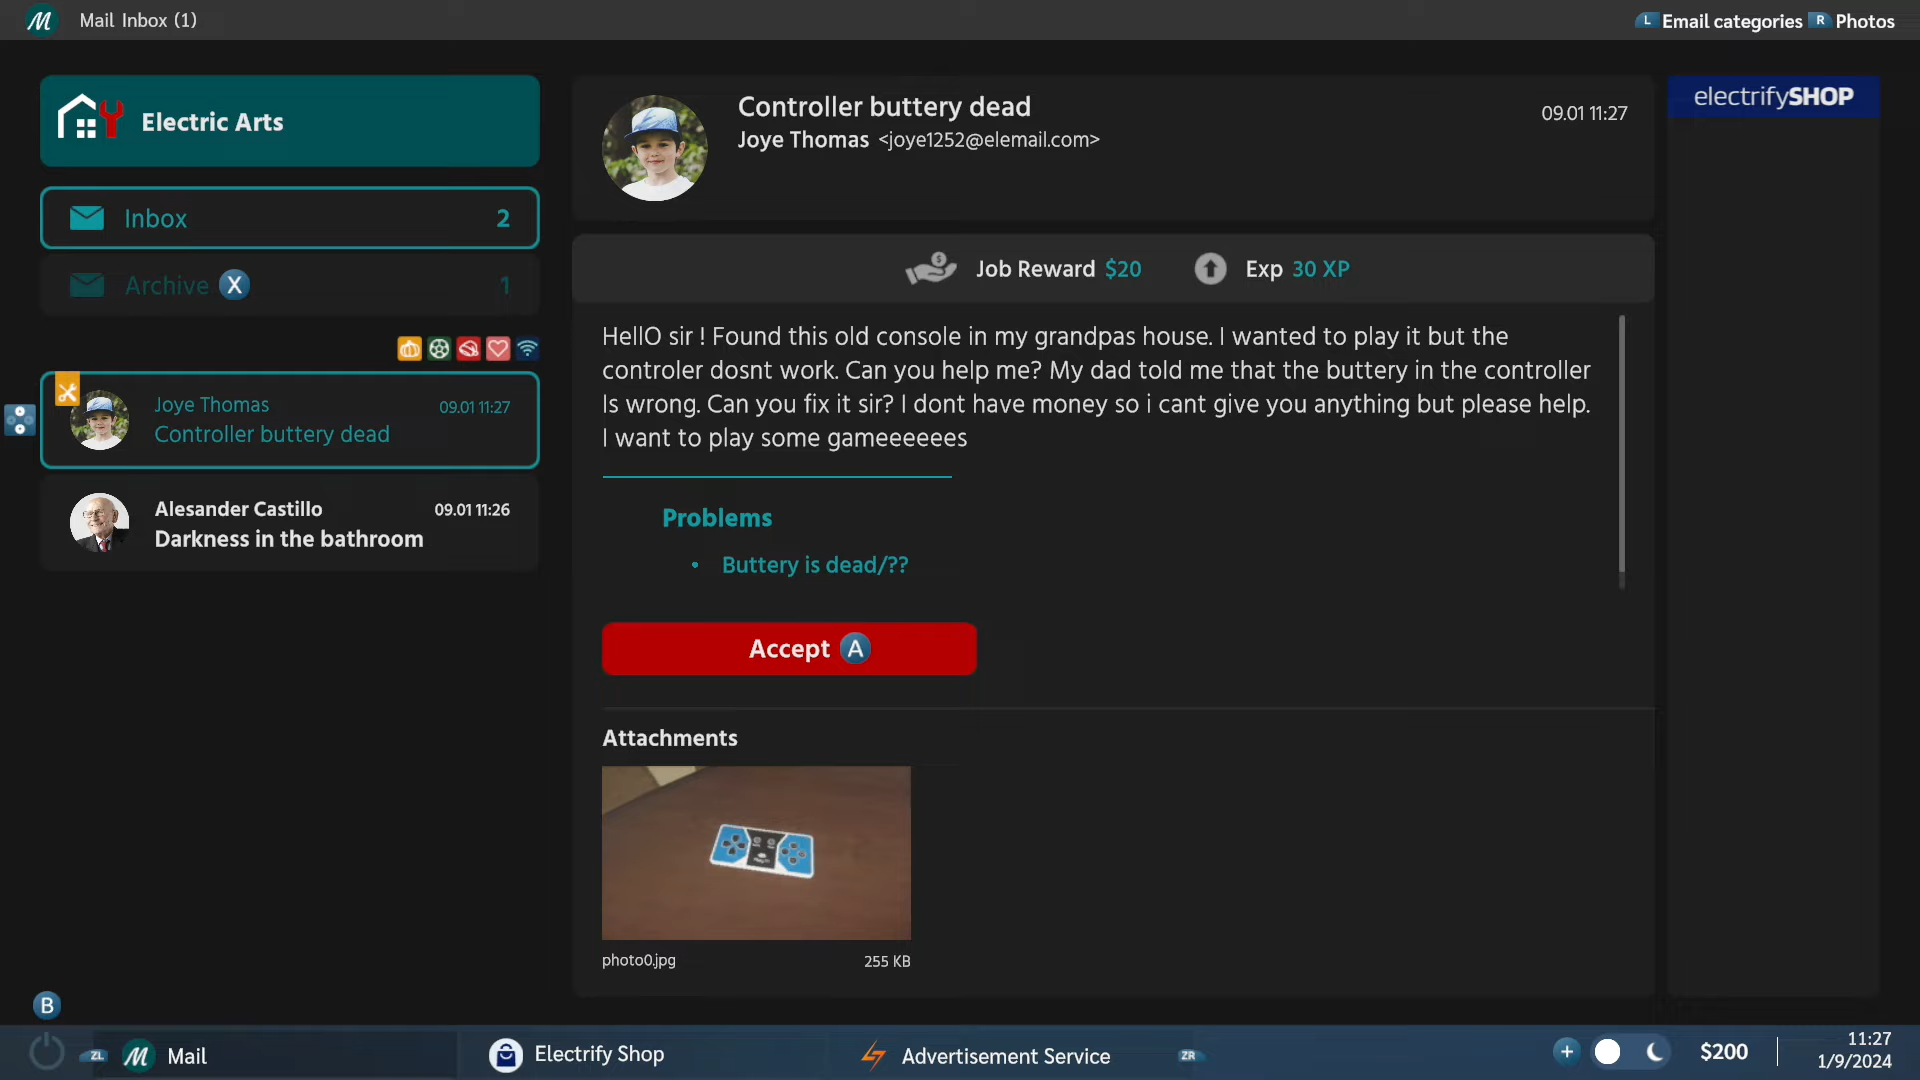 M Mail Inbox (1)
L Email categories R Photos
Electric Arts
Inbox 2
Archive X 1
Joye Thomas 09.01 11:27
Controller buttery dead
Alesander Castillo 09.01 11:26
Darkness in the bathroom
Controller buttery dead
Joye Thomas <joye1252@elemail.com>
09.01 11:27
electrifySHOP
Job Reward $20 Exp 30 XP
HellO sir ! Found this old console in my grandpas house. I wanted to play it but the
controler dosnt work. Can you help me? My dad told me that the buttery in the controller
Is wrong. Can you fix it sir? I dont have money so i cant give you anything but please help.
I want to play some gameeeeees
Problems
• Buttery is dead/??
Accept A
Attachments
photo0.jpg 255 KB
B
ZL M Mail
Electrify Shop
Advertisement Service ZR
+ $200
11:27
1/9/2024